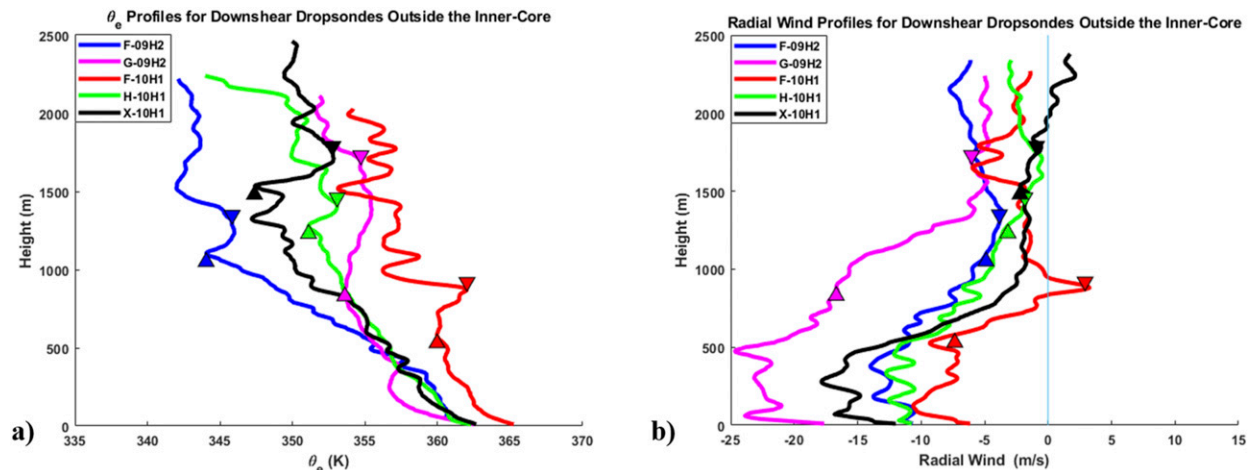 θe Profiles for Downshear Dropsondes Outside the Inner-Core
2500
2000
1500
1000
500
0
Height (m)
F-09H2
G-09H2
F-10H1
H-10H1
X-10H1
335 340 345 350 355 360 365 370
θe (K)
a)
Radial Wind Profiles for Downshear Dropsondes Outside the Inner-Core
2500
2000
1500
1000
500
0
Height (m)
F-09H2
G-09H2
F-10H1
H-10H1
X-10H1
-25 -20 -15 -10 -5 0 5 10 15
Radial Wind (m/s)
b)